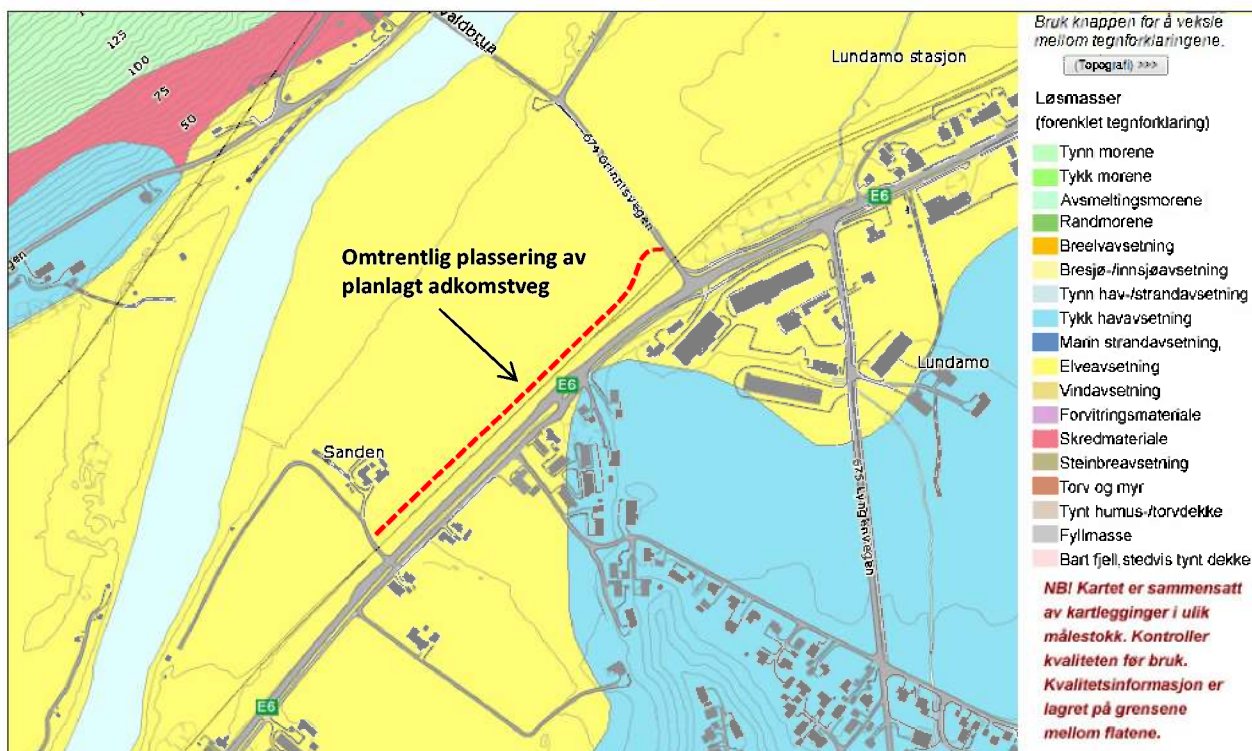 valdbrua
125
100
75
50
gen
Lundamo stasjon
E6
Omtrentlig plassering av
planlagt adkomstveg
E6
Lundamo
Sanden
675 Lyngenvegen
E6
Bruk knappen for å veksle
mellom tegnforklaringene.
(Topografi) >>>
Løsmasser
(forenklet tegnforklaring)
Tynn morene
Tykk morene
Avsmeltingsmorene
Randmorene
Breelvavsetning
Bresjø-/innsjøavsetning
Tynn hav-/strandavsetning
Tykk havavsetning
Marin strandavsetning,
Elveavsetning
Vindavsetning
Forvitringsmateriale
Skredmateriale
Steinbreavsetning
Torv og myr
Tynt humus-/torvdekke
Fyllmasse
Bart fjell, stedvis tynt dekke
NB! Kartet er sammensatt
av kartlegginger i ulik
målestokk. Kontroller
kvaliteten før bruk.
Kvalitetsinformasjon er
lagret på grensene
mellom flatene.